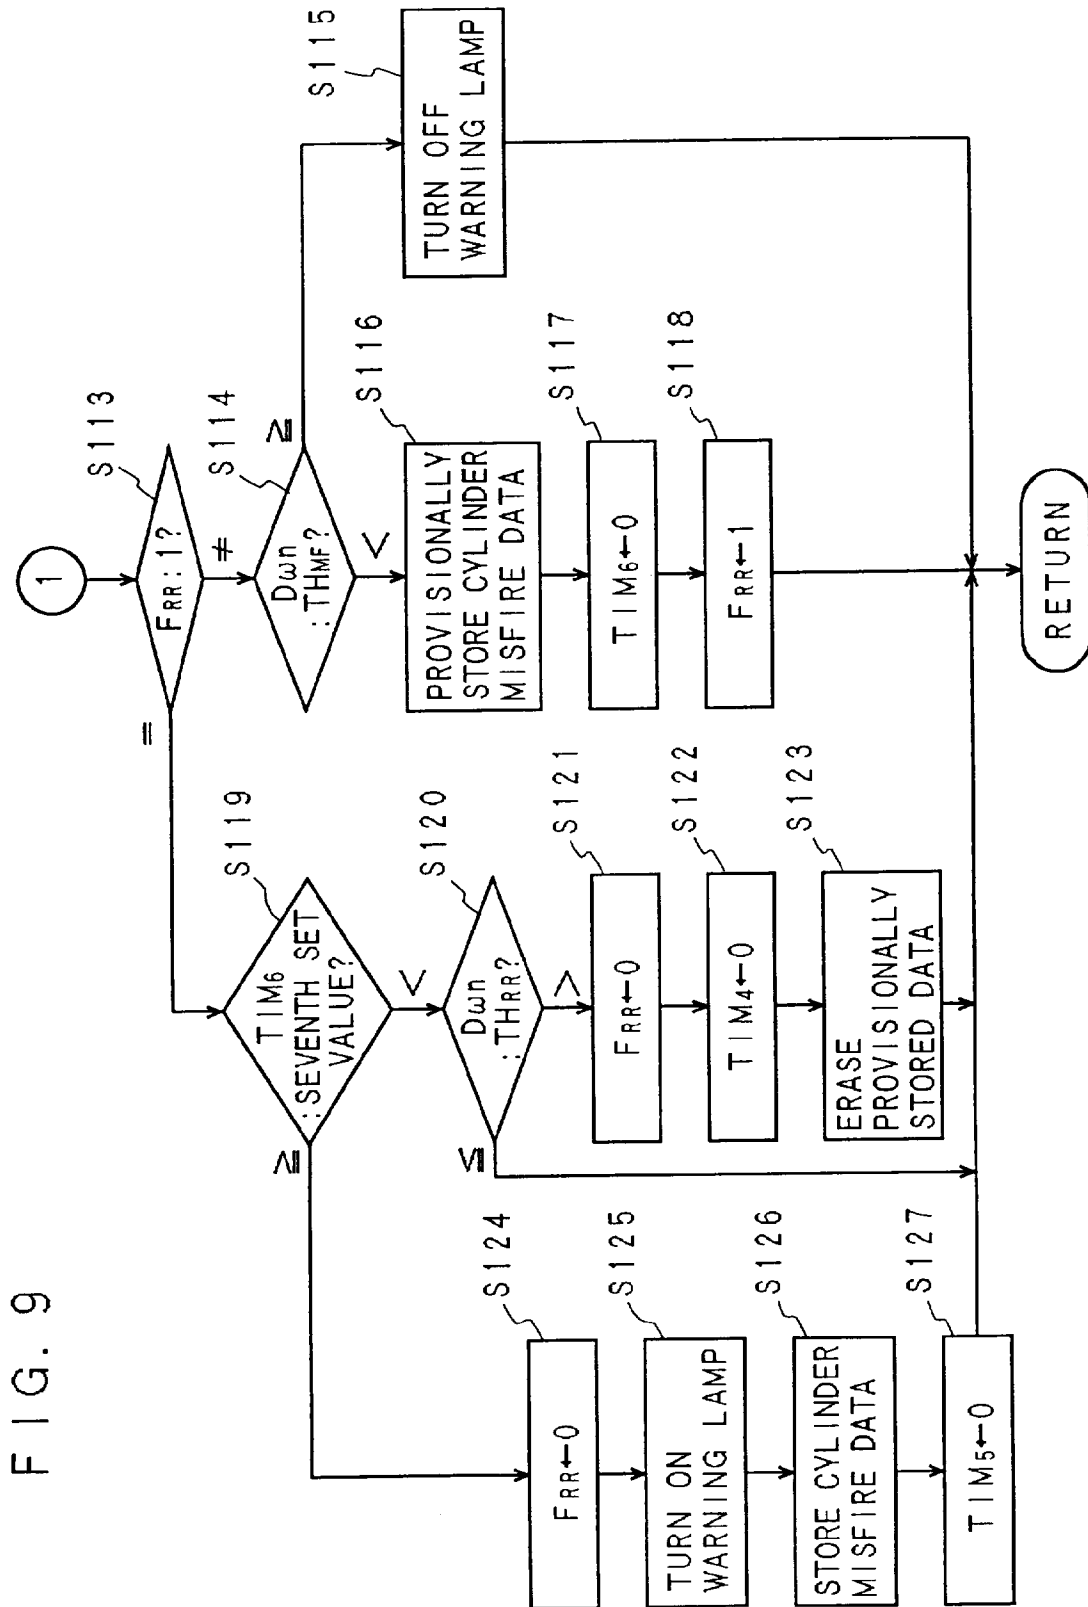 FIG. 9
1
FRR:1?
S113
=
≠
Dωn
:THMF?
S114
≧
<
TURN OFF
WARNING LAMP
S115
PROVISIONALLY
STORE CYLINDER
MISFIRE DATA
S116
TIM6←0
S117
FRR←1
S118
TIM6
:SEVENTH SET
VALUE?
S119
≧
<
Dωn
:THRR?
S120
≦
>
FRR←0
S121
TIM4←0
S122
ERASE
PROVISIONALLY
STORED DATA
S123
FRR←0
S124
TURN ON
WARNING LAMP
S125
STORE CYLINDER
MISFIRE DATA
S126
TIM5←0
S127
RETURN